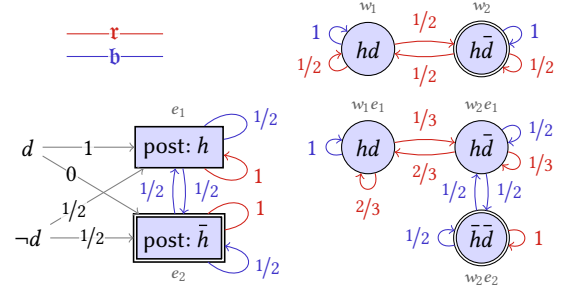 𝔯
𝔟
w₁
w₂
1
hd
1/2
1/2
1/2
hd̄
1
1/2
d
¬d
1
0
1/2
1/2
e₁
post: h
1/2
1
1/2
1/2
post: h̄
1
1/2
e₂
w₁e₁
w₂e₁
1
hd
2/3
1/3
2/3
hd̄
1/2
1/3
1/2
1/2
1/2
h̄d̄
1
w₂e₂